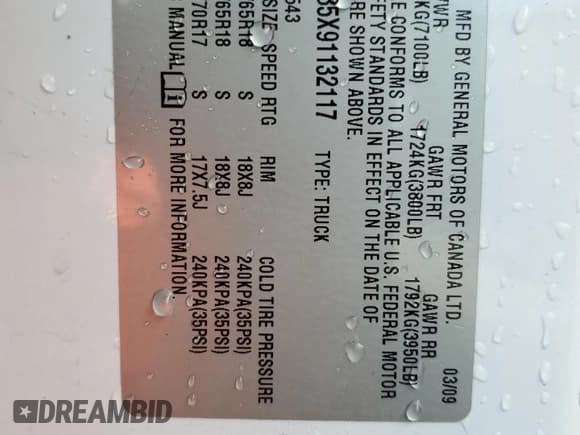 MFD BY GENERAL MOTORS OF CANADA LTD. 03/09
GAWR FRT GAWR RR
KG(7100LB) 1724KG(3800LB) 1792KG(3950LB)
E CONFORMS TO ALL APPLICABLE U.S. FEDERAL MOTOR
FETY STANDARDS IN EFFECT ON THE DATE OF
RE SHOWN ABOVE.
35X91132117 TYPE: TRUCK
543
SIZE SPEED RTG RIM COLD TIRE PRESSURE
65R18 S 18X8J 240KPA(35PSI)
65R18 S 18X8J 240KPA(35PSI)
70R17 S 17X7.5J 240KPA(35PSI)
MANUAL FOR MORE INFORMATION.
DREAMBID